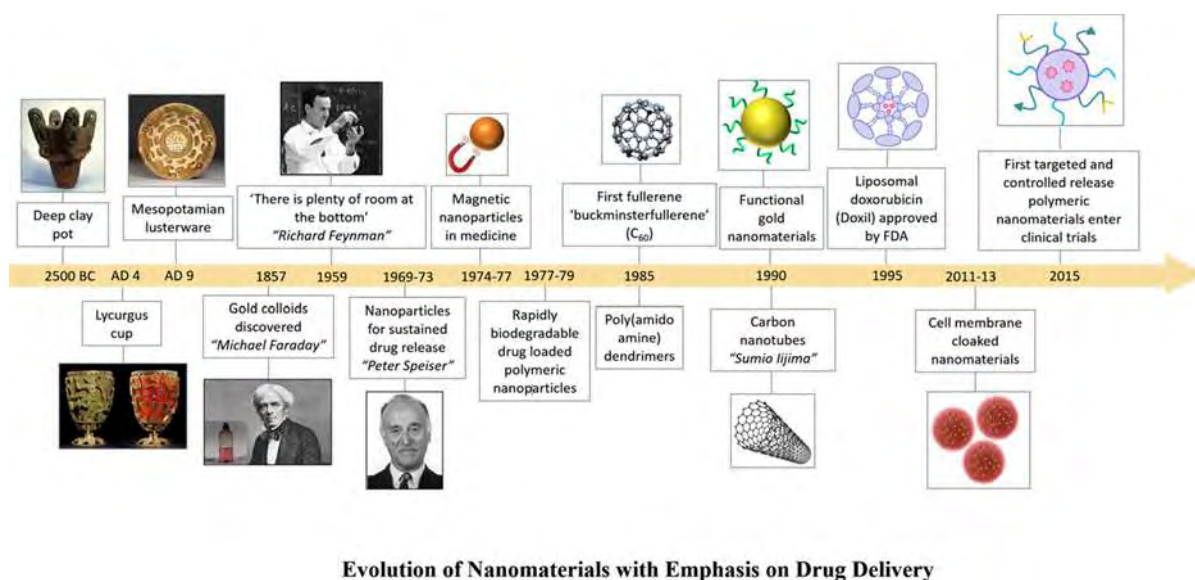 Deep clay
pot
Mesopotamian
lusterware
'There is plenty of room at
the bottom'
"Richard Feynman"
Magnetic
nanoparticles
in medicine
First fullerene
'buckminsterfullerene'
(C₆₀)
Functional
gold
nanomaterials
Liposomal
doxorubicin
(Doxil) approved
by FDA
First targeted and
controlled release
polymeric
nanomaterials enter
clinical trials
2500 BC AD 4 AD 9 1857 1959 1969-73 1974-77 1977-79 1985 1990 1995 2011-13 2015
Lycurgus
cup
Gold colloids
discovered
"Michael Faraday"
Nanoparticles
for sustained
drug release
"Peter Speiser"
Rapidly
biodegradable
drug loaded
polymeric
nanoparticles
Poly(amido
amine)
dendrimers
Carbon
nanotubes
"Sumio Iijima"
Cell membrane
cloaked
nanomaterials
Evolution of Nanomaterials with Emphasis on Drug Delivery